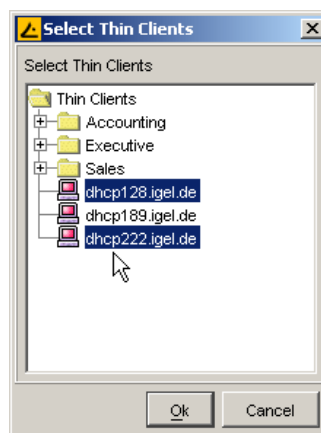 Select Thin Clients
Select Thin Clients
Thin Clients
Accounting
Executive
Sales
dhcp128.igel.de
dhcp189.igel.de
dhcp222.igel.de
Ok Cancel